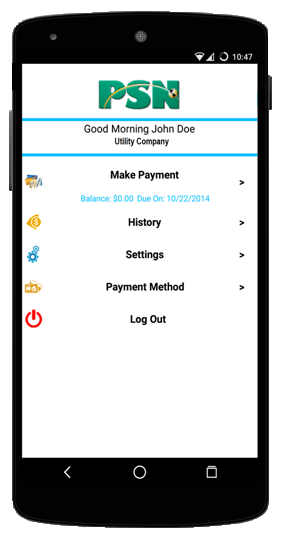 10:47
PSN
Good Morning John Doe
Utility Company
Make Payment
>
Balance: $0.00 Due On: 10/22/2014
History >
Settings >
Payment Method >
Log Out